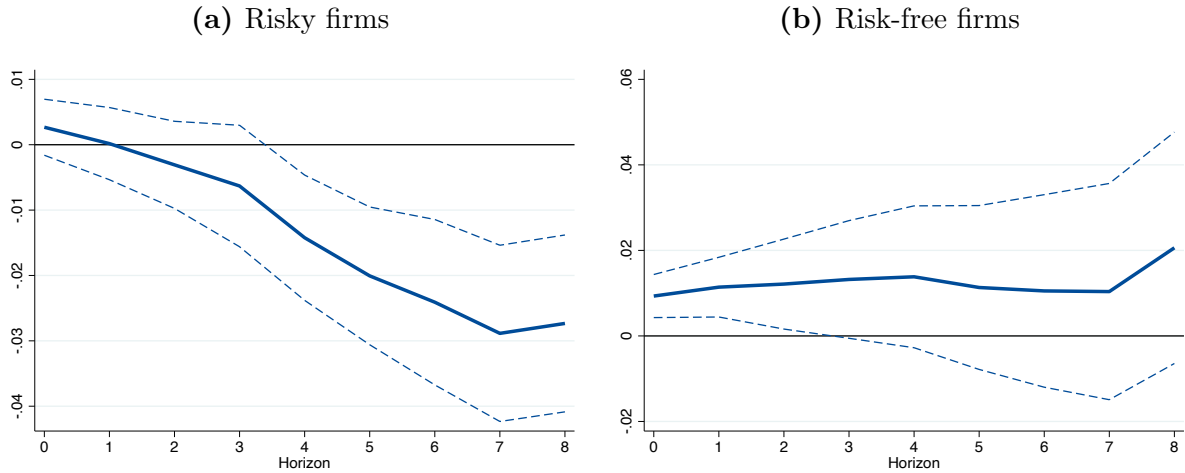 (a) Risky firms
.01
0
-.01
-.02
-.03
-.04
0 1 2 3 4 5 6 7 8
Horizon
(b) Risk-free firms
.06
.04
.02
0
-.02
0 1 2 3 4 5 6 7 8
Horizon